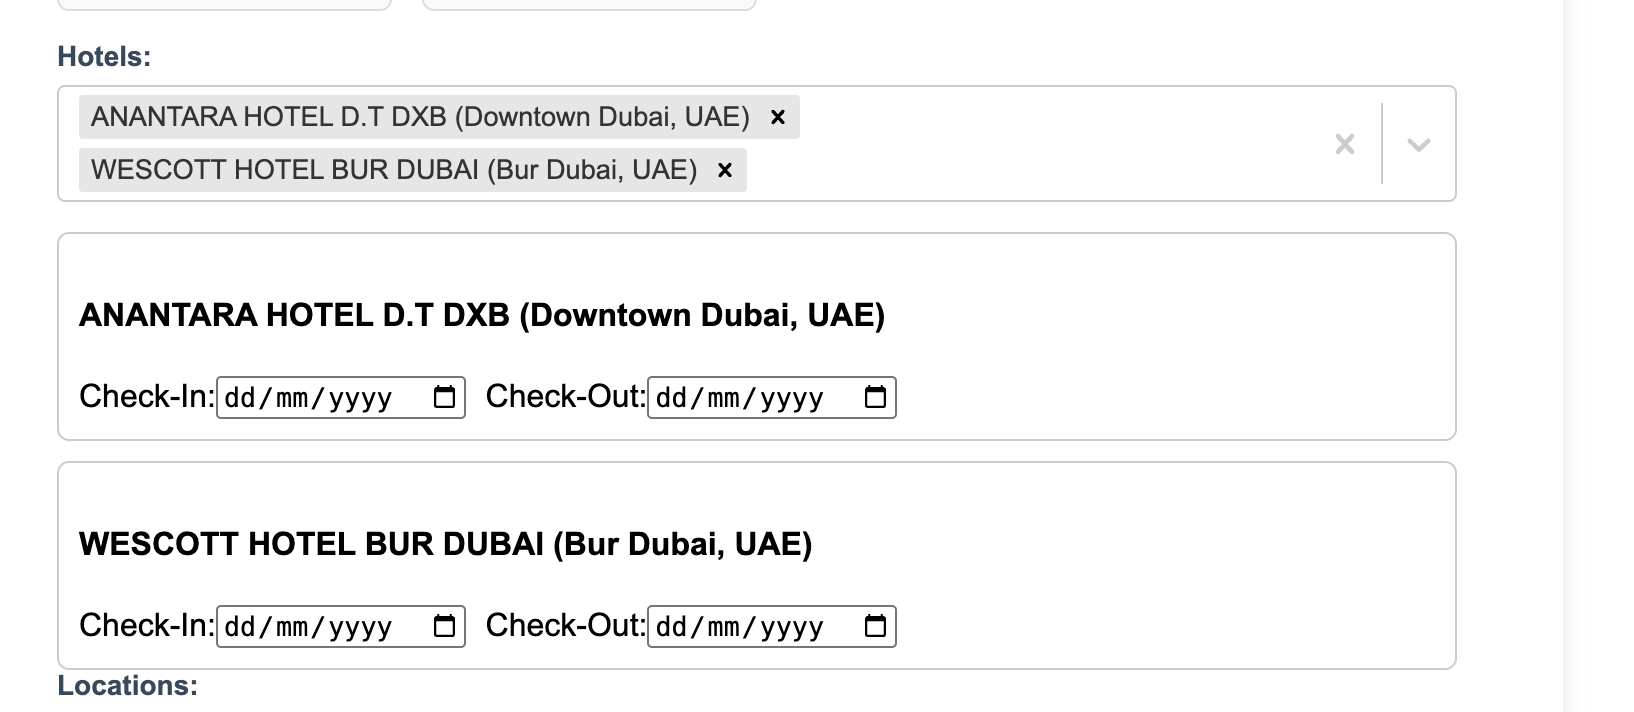 Hotels:
ANANTARA HOTEL D.T DXB (Downtown Dubai, UAE)
WESCOTT HOTEL BUR DUBAI (Bur Dubai, UAE)
ANANTARA HOTEL D.T DXB (Downtown Dubai, UAE)
Check-In: dd/mm/yyyy Check-Out: dd/mm/yyyy
WESCOTT HOTEL BUR DUBAI (Bur Dubai, UAE)
Check-In: dd/mm/yyyy Check-Out: dd/mm/yyyy
Locations: